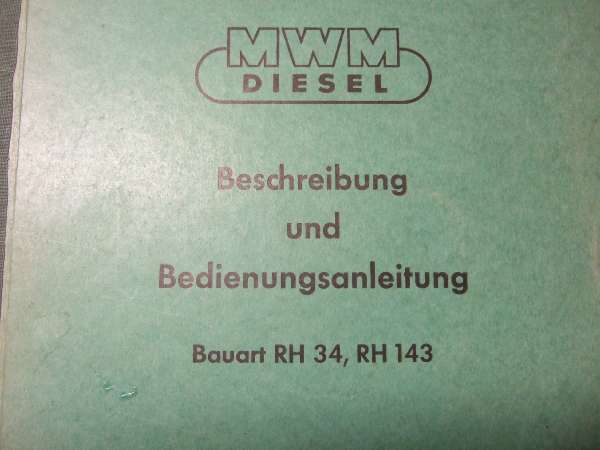 MWM
DIESEL
Beschreibung
und
Bedienungsanleitung
Bauart RH 34, RH 143